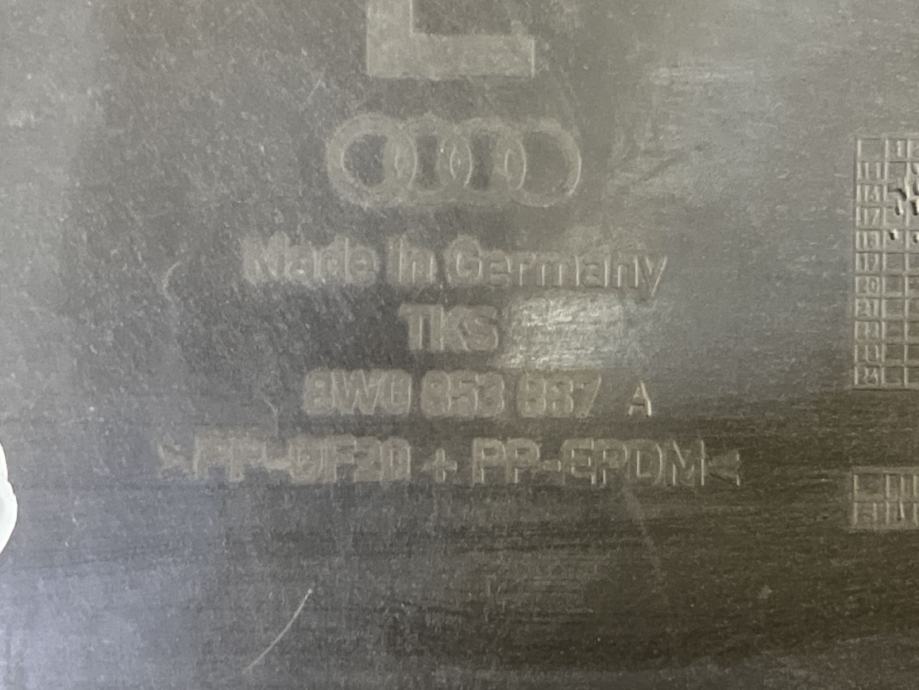 L
Made in Germany
TKS
8W0 853 887 A
>PP-GF20 + PP-EPDM<